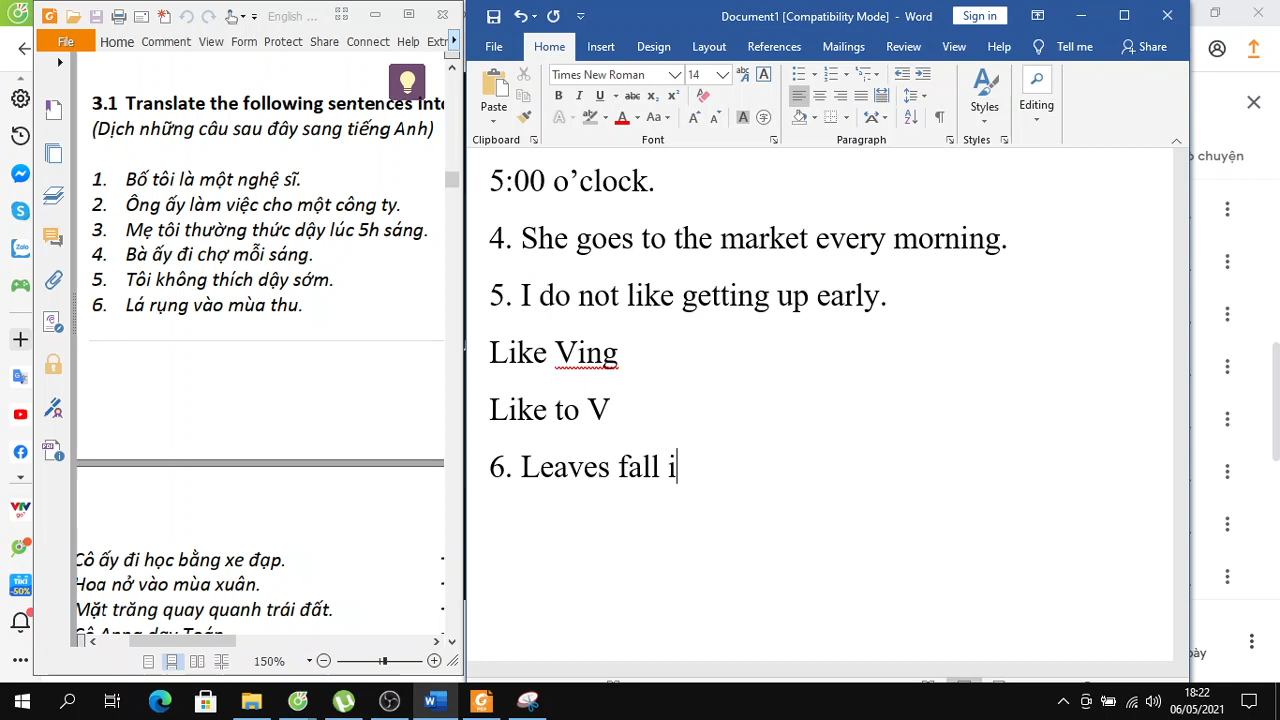 English ...
File Home Comment View Form Protect Share Connect Help Extr
3.1 Translate the following sentences into
(Dịch những câu sau đây sang tiếng Anh)
1. Bố tôi là một nghệ sĩ.
2. Ông ấy làm việc cho một công ty.
3. Mẹ tôi thường thức dậy lúc 5h sáng.
4. Bà ấy đi chợ mỗi sáng.
5. Tôi không thích dậy sớm.
6. Lá rụng vào mùa thu.
Cô ấy đi học bằng xe đạp.
Hoa nở vào mùa xuân.
Mặt trăng quay quanh trái đất.
150%
Document1 [Compatibility Mode] - Word
Sign in
File Home Insert Design Layout References Mailings Review View Help Tell me Share
Paste
Times New Roman 14
Styles
Editing
Clipboard Font Paragraph Styles
5:00 o’clock.
4. She goes to the market every morning.
5. I do not like getting up early.
Like Ving
Like to V
6. Leaves fall i
chuyện
18:22
06/05/2021